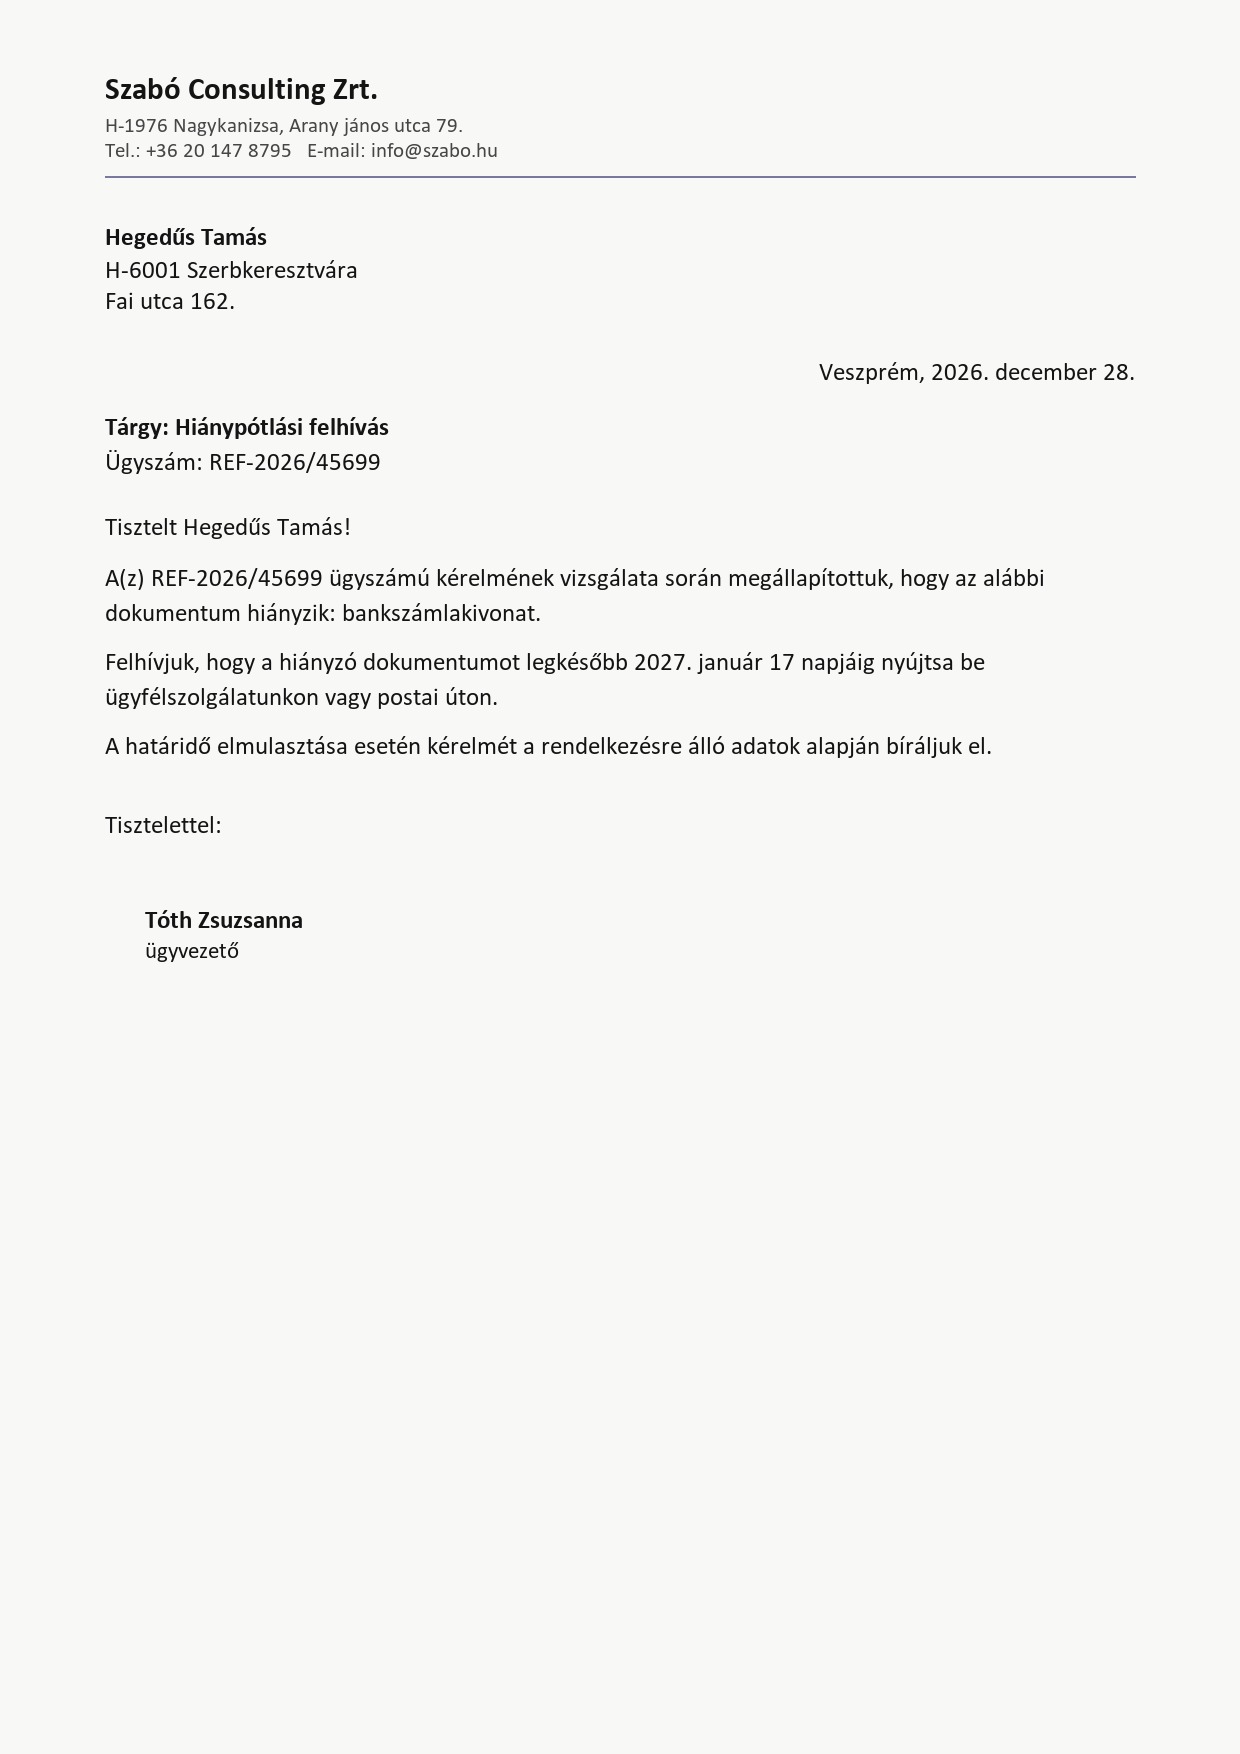 Szabó Consulting Zrt.
H-1976 Nagykanizsa, Arany jános utca 79.
Tel.: +36 20 147 8795   E-mail: info@szabo.hu
Hegedűs Tamás
H-6001 Szerbkeresztvára
Fai utca 162.
Veszprém, 2026. december 28.
Tárgy: Hiánypótlási felhívás
Ügyszám: REF-2026/45699
Tisztelt Hegedűs Tamás!
A(z) REF-2026/45699 ügyszámú kérelmének vizsgálata során megállapítottuk, hogy az alábbi
dokumentum hiányzik: bankszámlakivonat.
Felhívjuk, hogy a hiányzó dokumentumot legkésőbb 2027. január 17 napjáig nyújtsa be
ügyfélszolgálatunkon vagy postai úton.
A határidő elmulasztása esetén kérelmét a rendelkezésre álló adatok alapján bíráljuk el.
Tisztelettel:
Tóth Zsuzsanna
ügyvezető